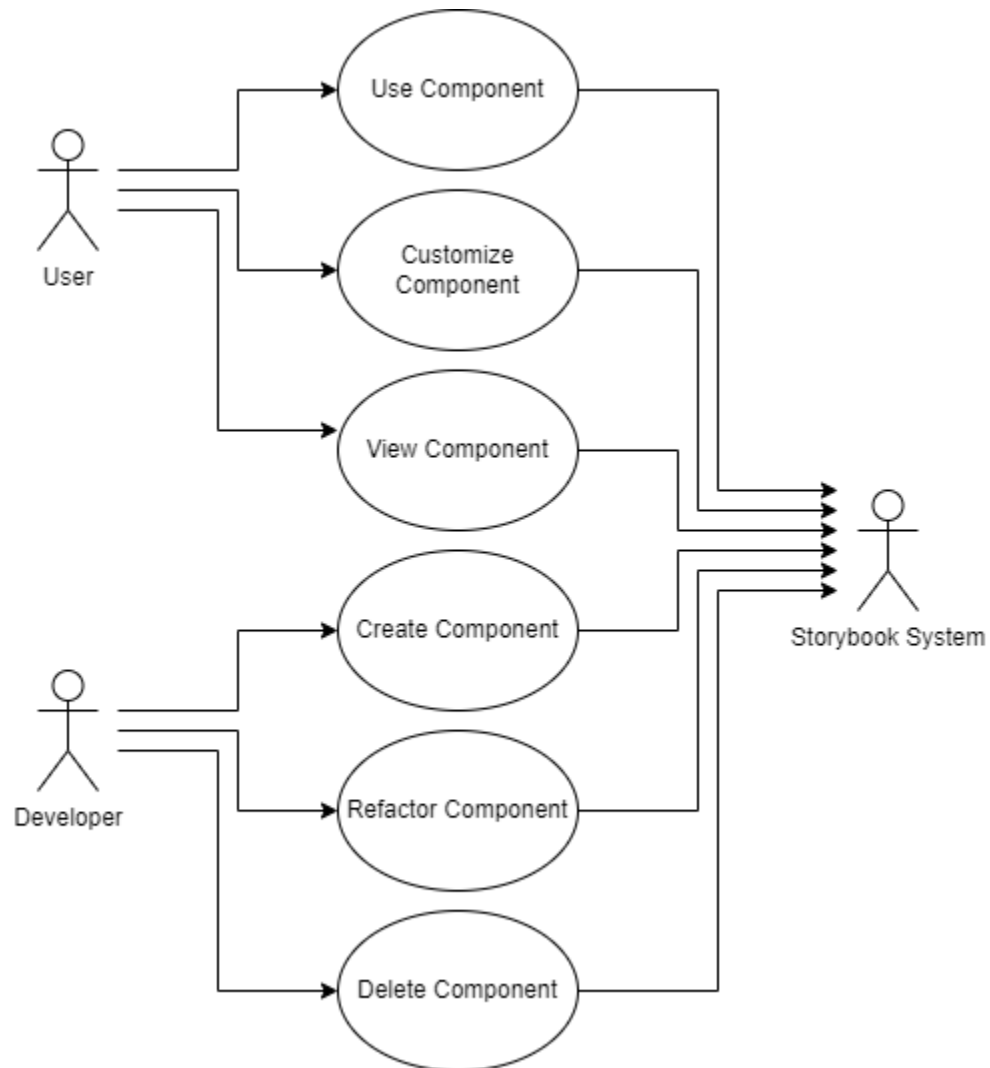 Use Component
User
Customize
Component
View Component
Create Component
Storybook System
Developer
Refactor Component
Delete Component